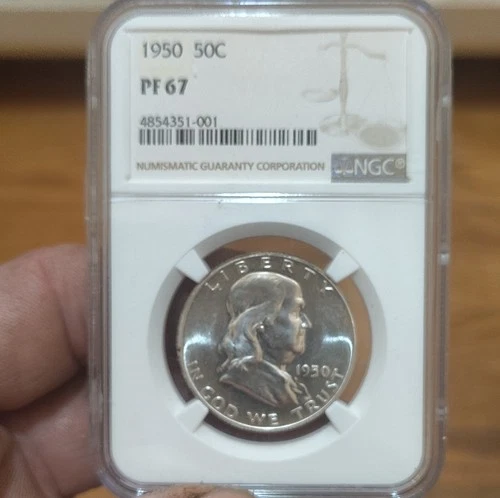 1950 50C
PF 67
4854351-001
NUMISMATIC GUARANTY CORPORATION
NGC®
LIBERTY
1950
IN GOD WE TRUST